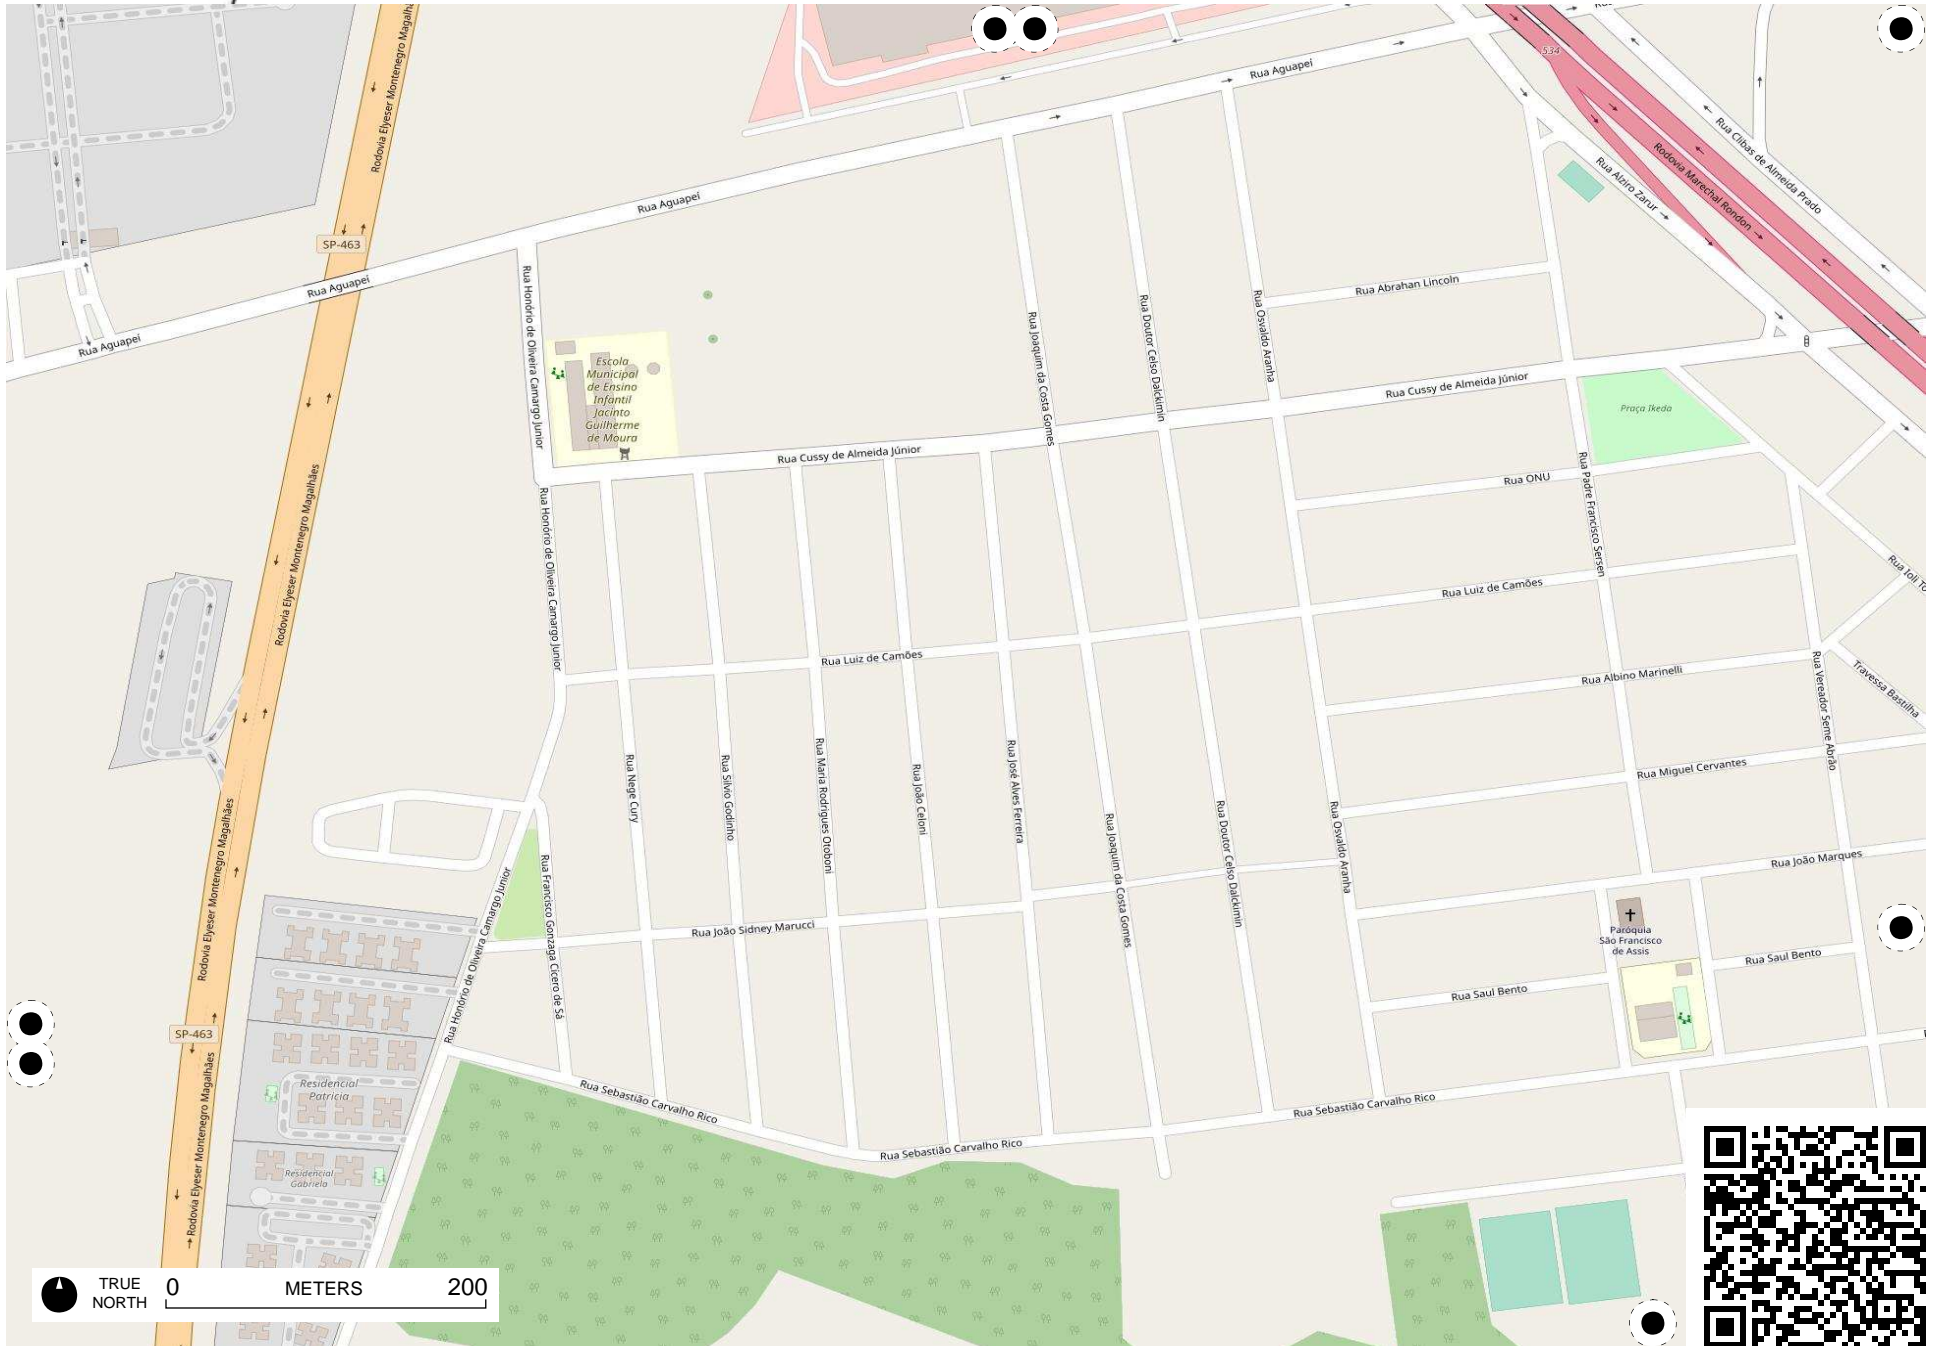 Rodovia Elyeser Montenegro Magalhã
534
Rua Aguapeí
Rua Clibas de Almeida Prado
Rodovia Marechal Rondon
Rua Alziro Zarur
Rua Aguapeí
SP-463
Rua Aguapeí
Rua Aguapeí
Rua Honório de Oliveira Camargo Junior
Rua Abrahan Lincoln
Rua Joaquim da Costa Gomes
Rua Doutor Celso Dalckimin
Rua Osvaldo Aranha
Escola
Municipal
de Ensino
Infantil
Jacinto
Guilherme
de Moura
Rua Cussy de Almeida Júnior
Praça Ikeda
Rua Cussy de Almeida Júnior
Rua ONU
Rua Padre Francisco Sersen
Rodovia Elyeser Montenegro Magalhães
Rua Honório de Oliveira Camargo Junior
Rua Luiz de Camões
Rua Ioli To
Rua Luiz de Camões
Rua Albino Marinelli
Rua Vereador Seme Abrão
Travessa Bastilha
Rua Miguel Cervantes
Rua Nege Cury
Rua Silvio Godinho
Rua Maria Rodrigues Otoboni
Rua João Celoni
Rua José Alves Ferreira
Rua Joaquim da Costa Gomes
Rua Doutor Celso Dalckimin
Rua Osvaldo Aranha
Rua João Marques
Rodovia Elyeser Montenegro Magalhães
Rua Honório de Oliveira Camargo Junior
Rua Francisco Gonzaga Cícero de Sá
Rua João Sidney Marucci
Paróquia
São Francisco
de Assis
Rua Saul Bento
Rua Saul Bento
SP-463
Rodovia Elyeser Montenegro Magalhães
Residencial
Patrícia
Rua Sebastião Carvalho Rico
Rua Sebastião Carvalho Rico
Rua Sebastião Carvalho Rico
Residencial
Gabriela
TRUE
NORTH
0 METERS 200